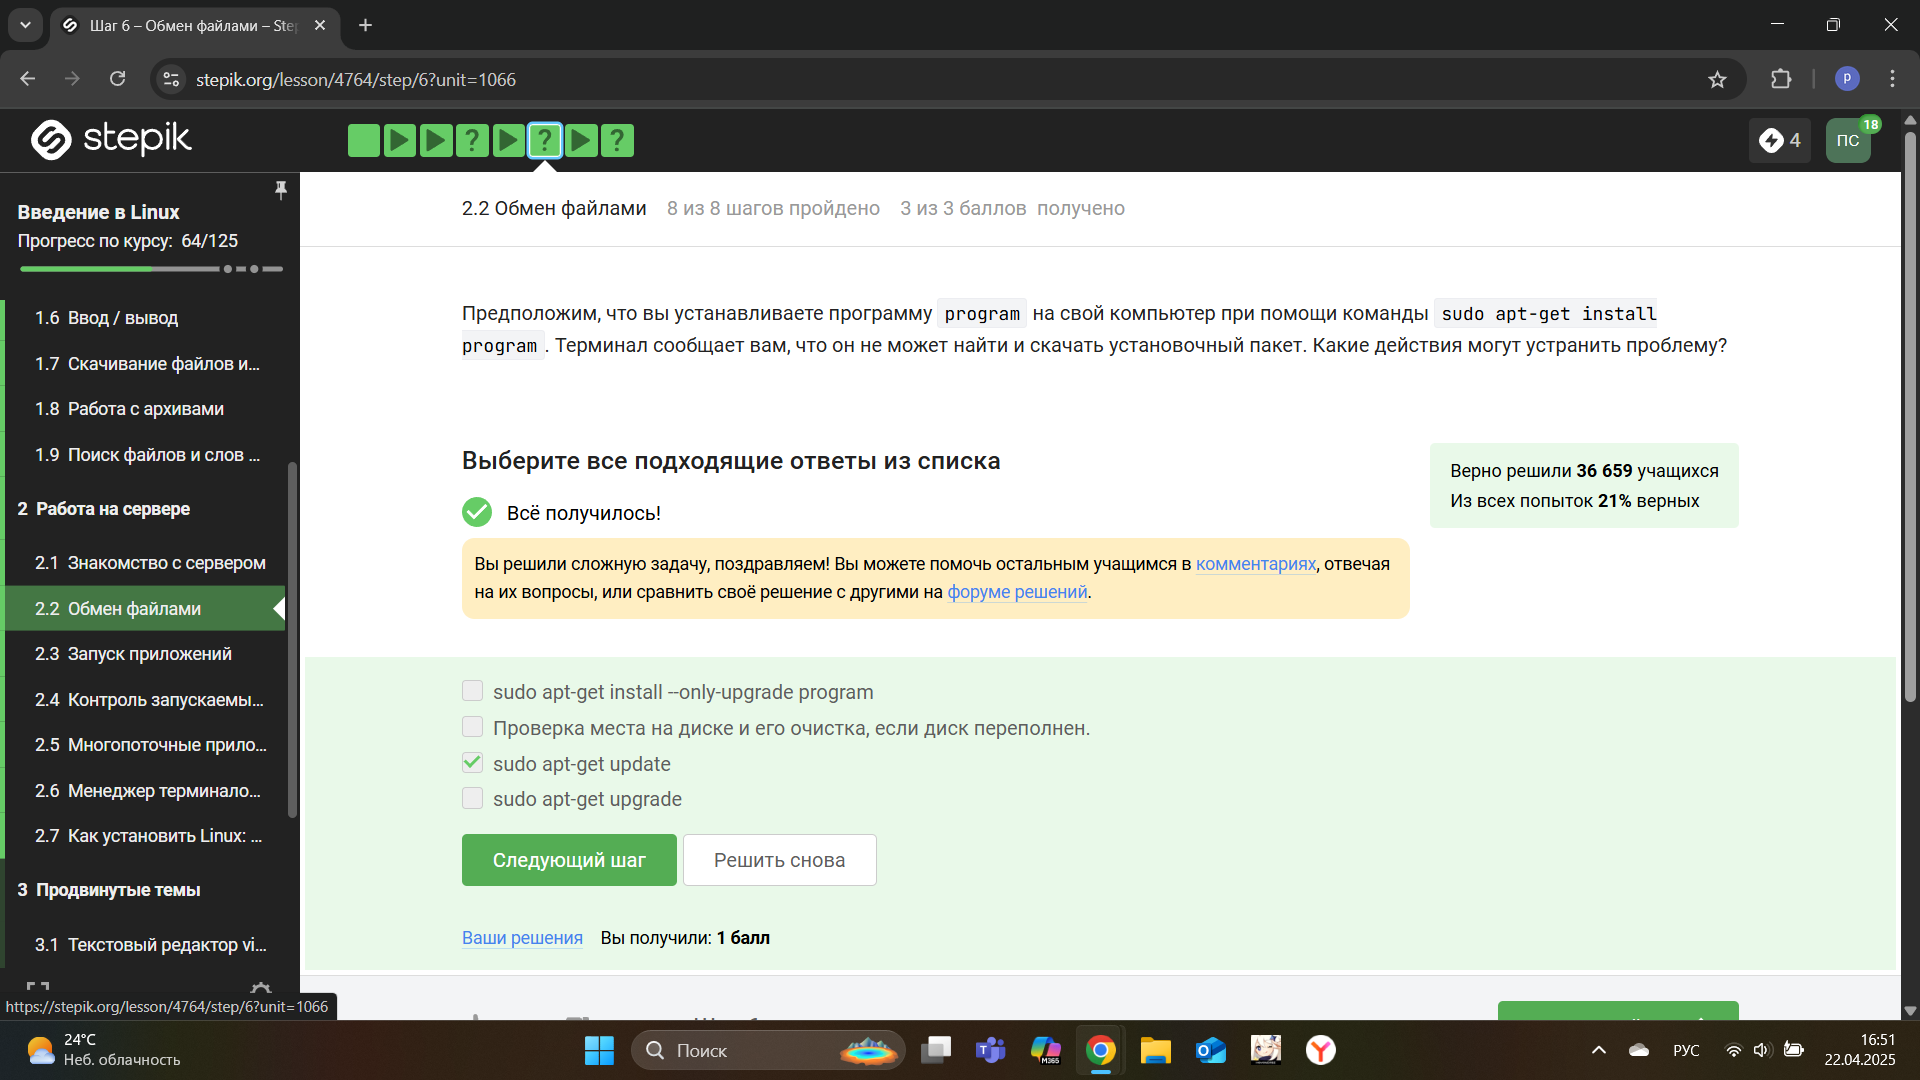 Шаг 6 – Обмен файлами – Step
stepik.org/lesson/4764/step/6?unit=1066
P
stepik
? ? ?
4
ПС
18
Введение в Linux
Прогресс по курсу: 64/125
1.6 Ввод / вывод
1.7 Скачивание файлов и...
1.8 Работа с архивами
1.9 Поиск файлов и слов ...
2 Работа на сервере
2.1 Знакомство с сервером
2.2 Обмен файлами
2.3 Запуск приложений
2.4 Контроль запускаемы...
2.5 Многопоточные прило...
2.6 Менеджер терминало...
2.7 Как установить Linux: ...
3 Продвинутые темы
3.1 Текстовый редактор vi...
https://stepik.org/lesson/4764/step/6?unit=1066
2.2 Обмен файлами 8 из 8 шагов пройдено 3 из 3 баллов получено
Предположим, что вы устанавливаете программу program на свой компьютер при помощи команды sudo apt-get install
program . Терминал сообщает вам, что он не может найти и скачать установочный пакет. Какие действия могут устранить проблему?
Выберите все подходящие ответы из списка
Верно решили 36 659 учащихся
Из всех попыток 21% верных
Всё получилось!
Вы решили сложную задачу, поздравляем! Вы можете помочь остальным учащимся в комментариях, отвечая
на их вопросы, или сравнить своё решение с другими на форуме решений.
sudo apt-get install --only-upgrade program
Проверка места на диске и его очистка, если диск переполнен.
sudo apt-get update
sudo apt-get upgrade
Следующий шаг
Решить снова
Ваши решения Вы получили: 1 балл
24°C
Неб. облачность
Поиск
M365
РУС
16:51
22.04.2025